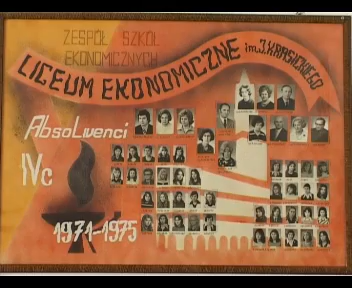 ZESPÓŁ SZKÓŁ
EKONOMICZNYCH
LICEUM EKONOMICZNE im J. KRASICKIEGO
AbsoLwenci
IVc
1971-1975